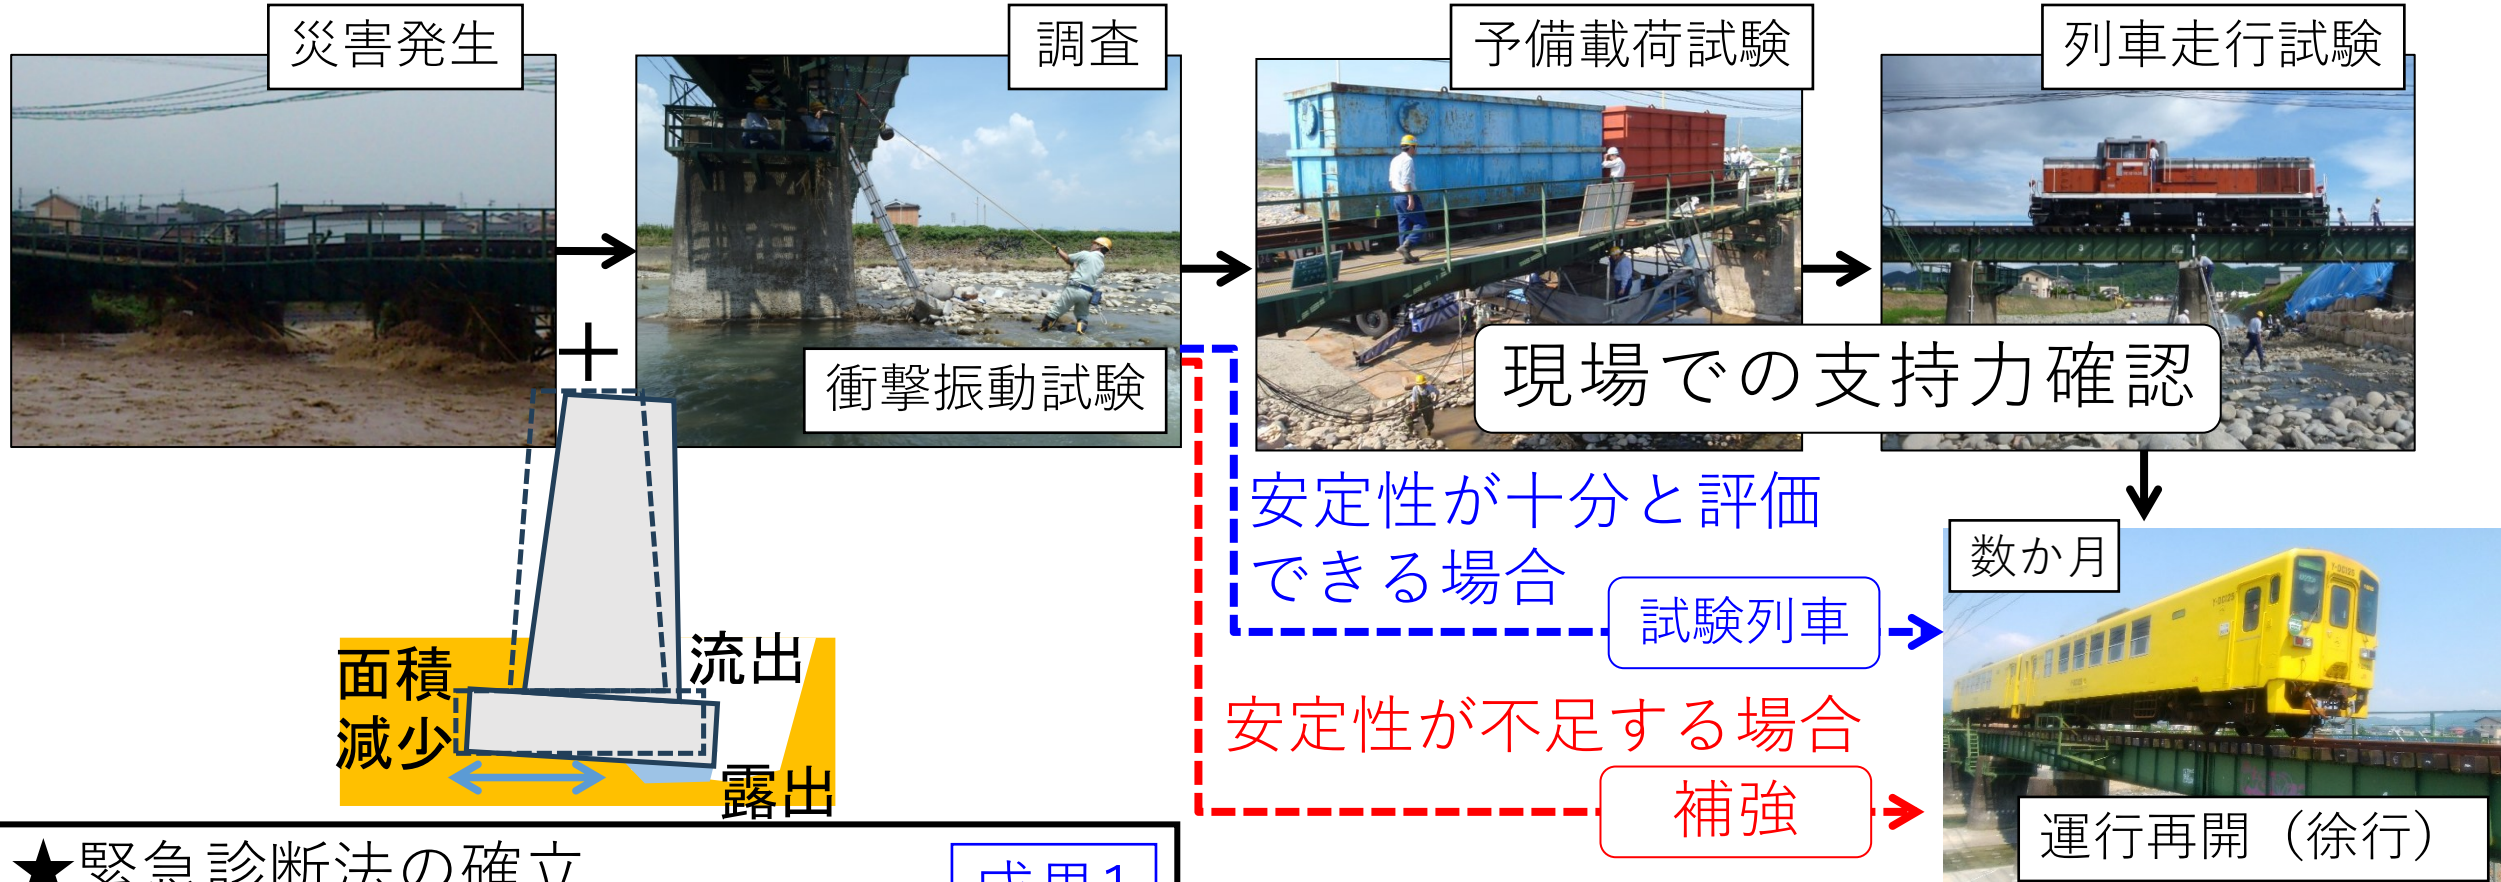 災害発生
調査
予備載荷試験
列車走行試験
衝撃振動試験
現場での支持力確認
安定性が十分と評価
できる場合
試験列車
数か月
面積
減少
流出
露出
安定性が不足する場合
補強
運行再開（徐行）
★緊急診断法の確立
成果1